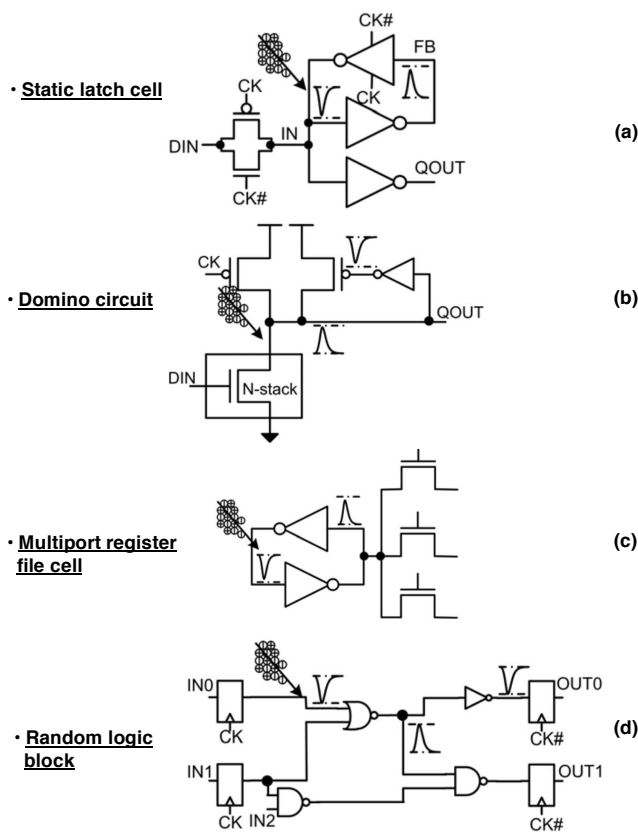 CK#
FB
• Static latch cell
CK
CK
IN
(a)
DIN
QOUT
CK#
CK
• Domino circuit
(b)
QOUT
DIN
N-stack
• Multiport register
file cell
(c)
IN0
OUT0
CK
CK#
• Random logic
block
(d)
IN1
OUT1
IN2
CK
CK#